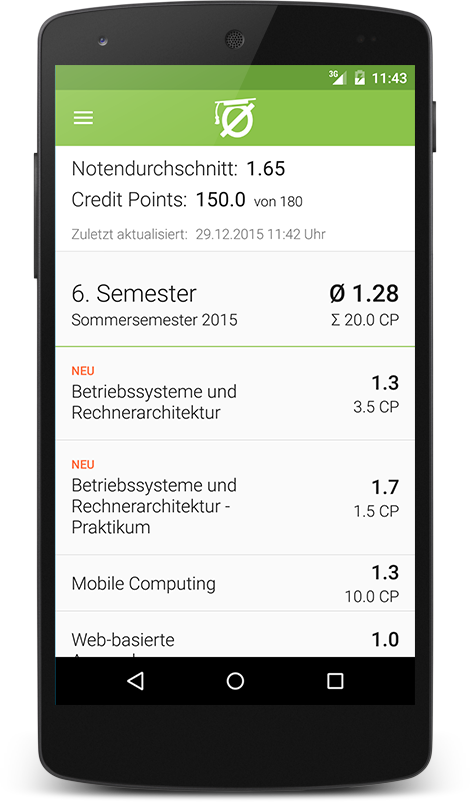 3G 11:43
Notendurchschnitt: 1.65
Credit Points: 150.0 von 180
Zuletzt aktualisiert: 29.12.2015 11:42 Uhr
6. Semester Ø 1.28
Sommersemester 2015 Σ 20.0 CP
NEU
Betriebssysteme und 1.3
Rechnerarchitektur 3.5 CP
NEU
Betriebssysteme und 1.7
Rechnerarchitektur - 1.5 CP
Praktikum
Mobile Computing 1.3
10.0 CP
Web-basierte 1.0